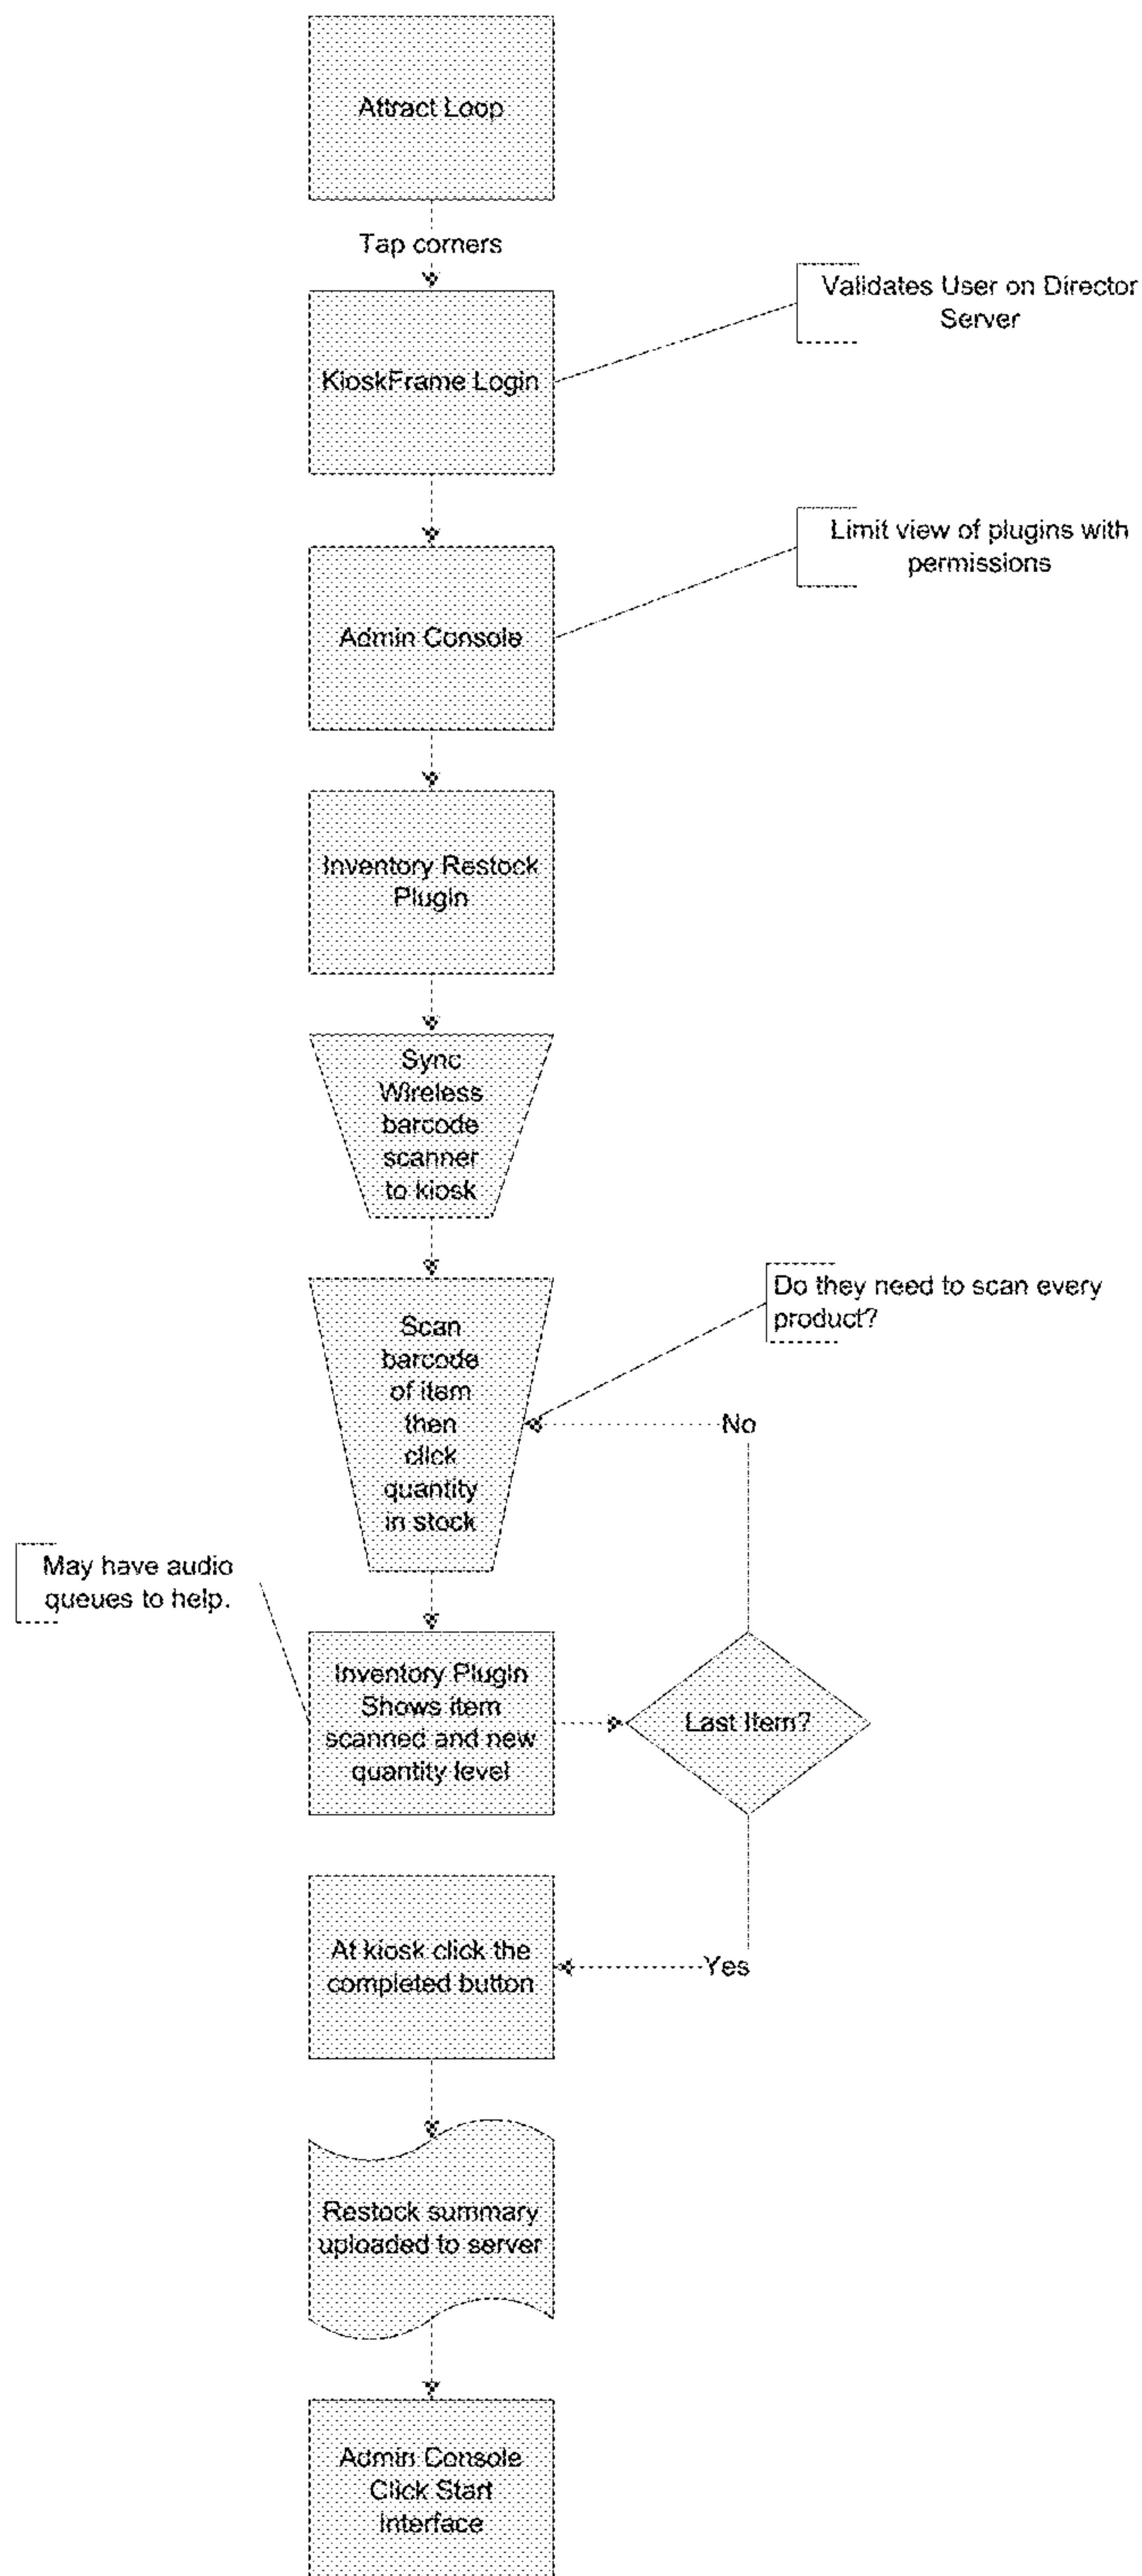 Attract Loop
Tap corners
Validates User on Director
Server
KioskFrame Login
Limit view of plugins with
permissions
Admin Console
Inventory Restock
Plugin
Sync
Wireless
barcode
scanner
to kiosk
Do they need to scan every
product?
Scan
barcode
of item
then
click
quantity
in stock
No
May have audio
queues to help.
Inventory Plugin
Shows item
scanned and new
quantity level
Last Item?
At kiosk click the
completed button
Yes
Restock summary
uploaded to server
Admin Console
Click Start
Interface